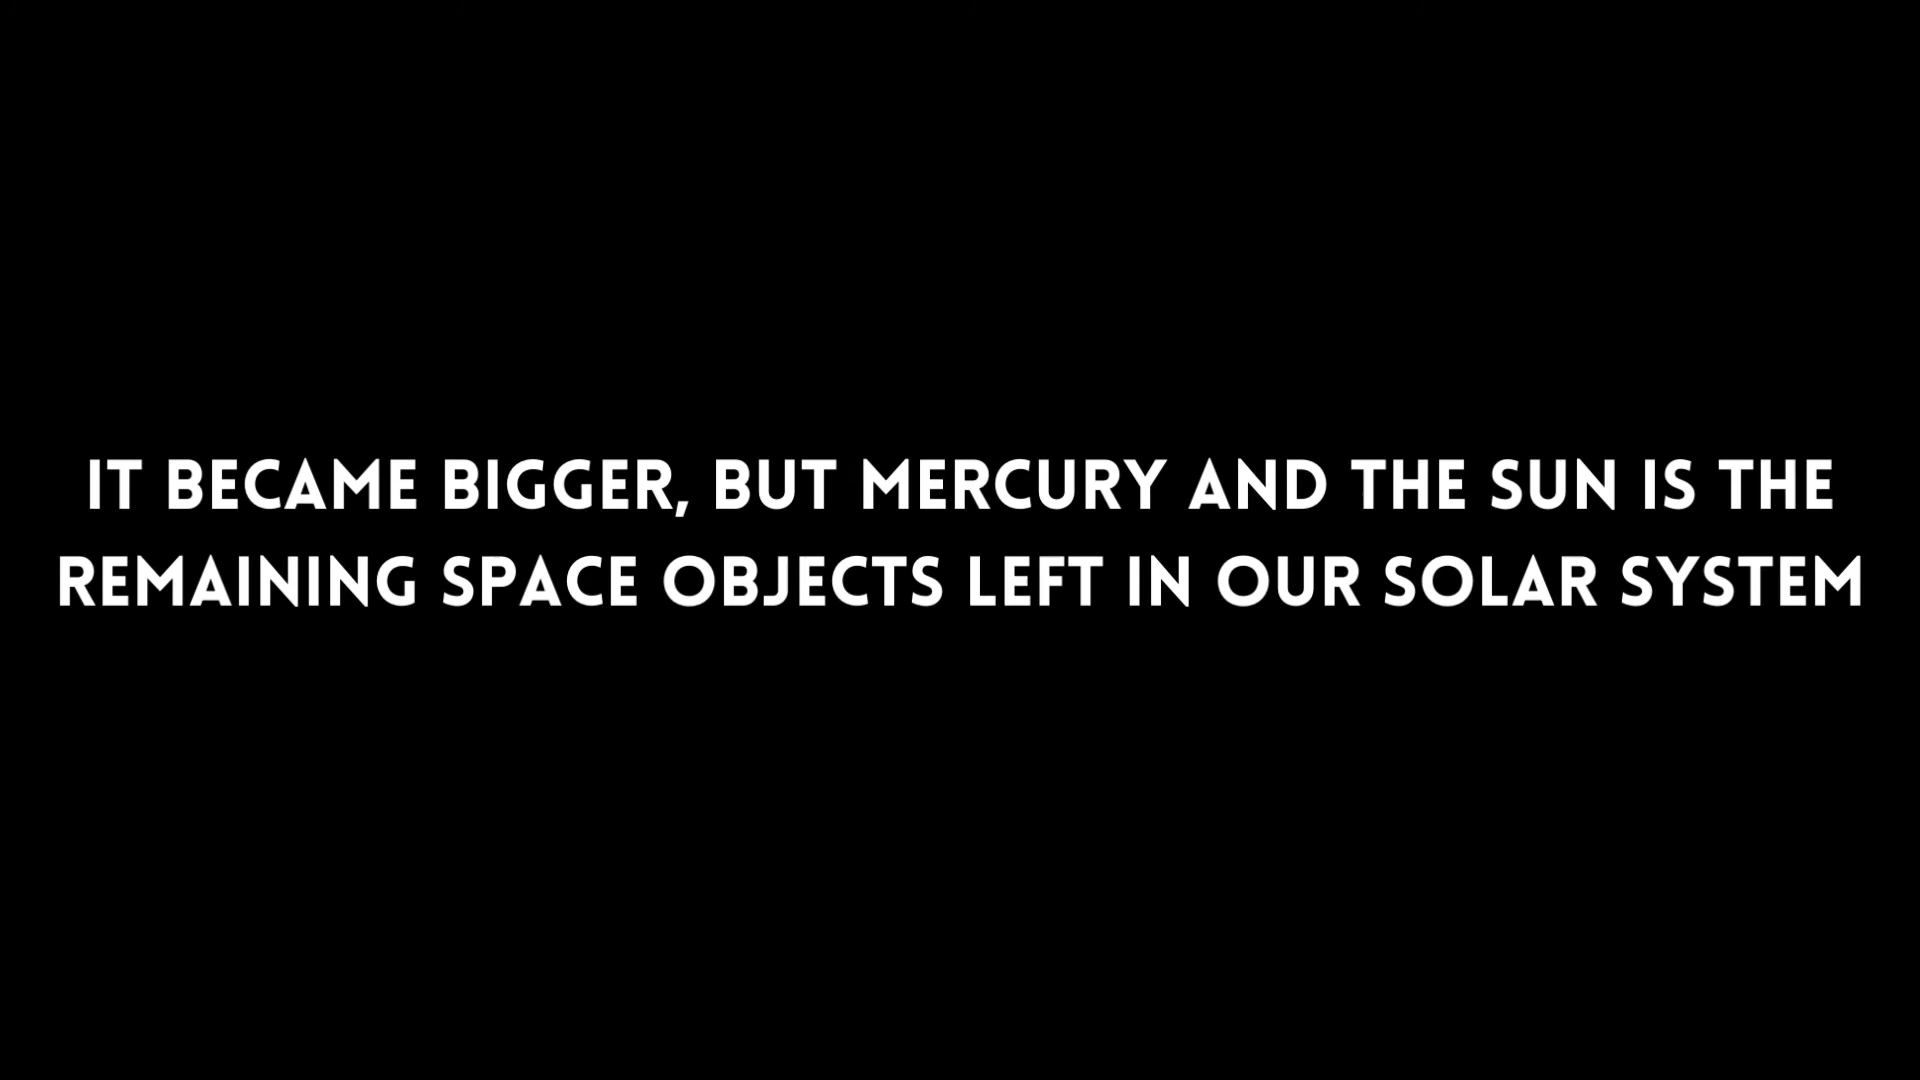 IT BECAME BIGGER, BUT MERCURY AND THE SUN IS THE
REMAINING SPACE OBJECTS LEFT IN OUR SOLAR SYSTEM